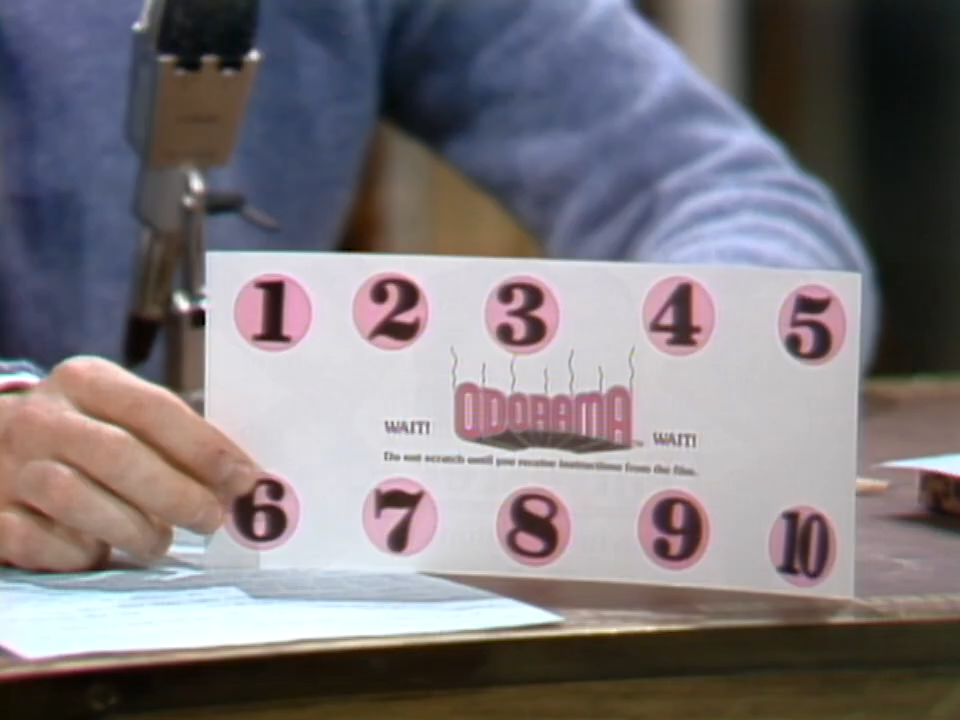 1 2 3 4 5
ODORAMA
WAIT! WAIT!
Do not scratch until you receive instructions from the film.
6 7 8 9 10